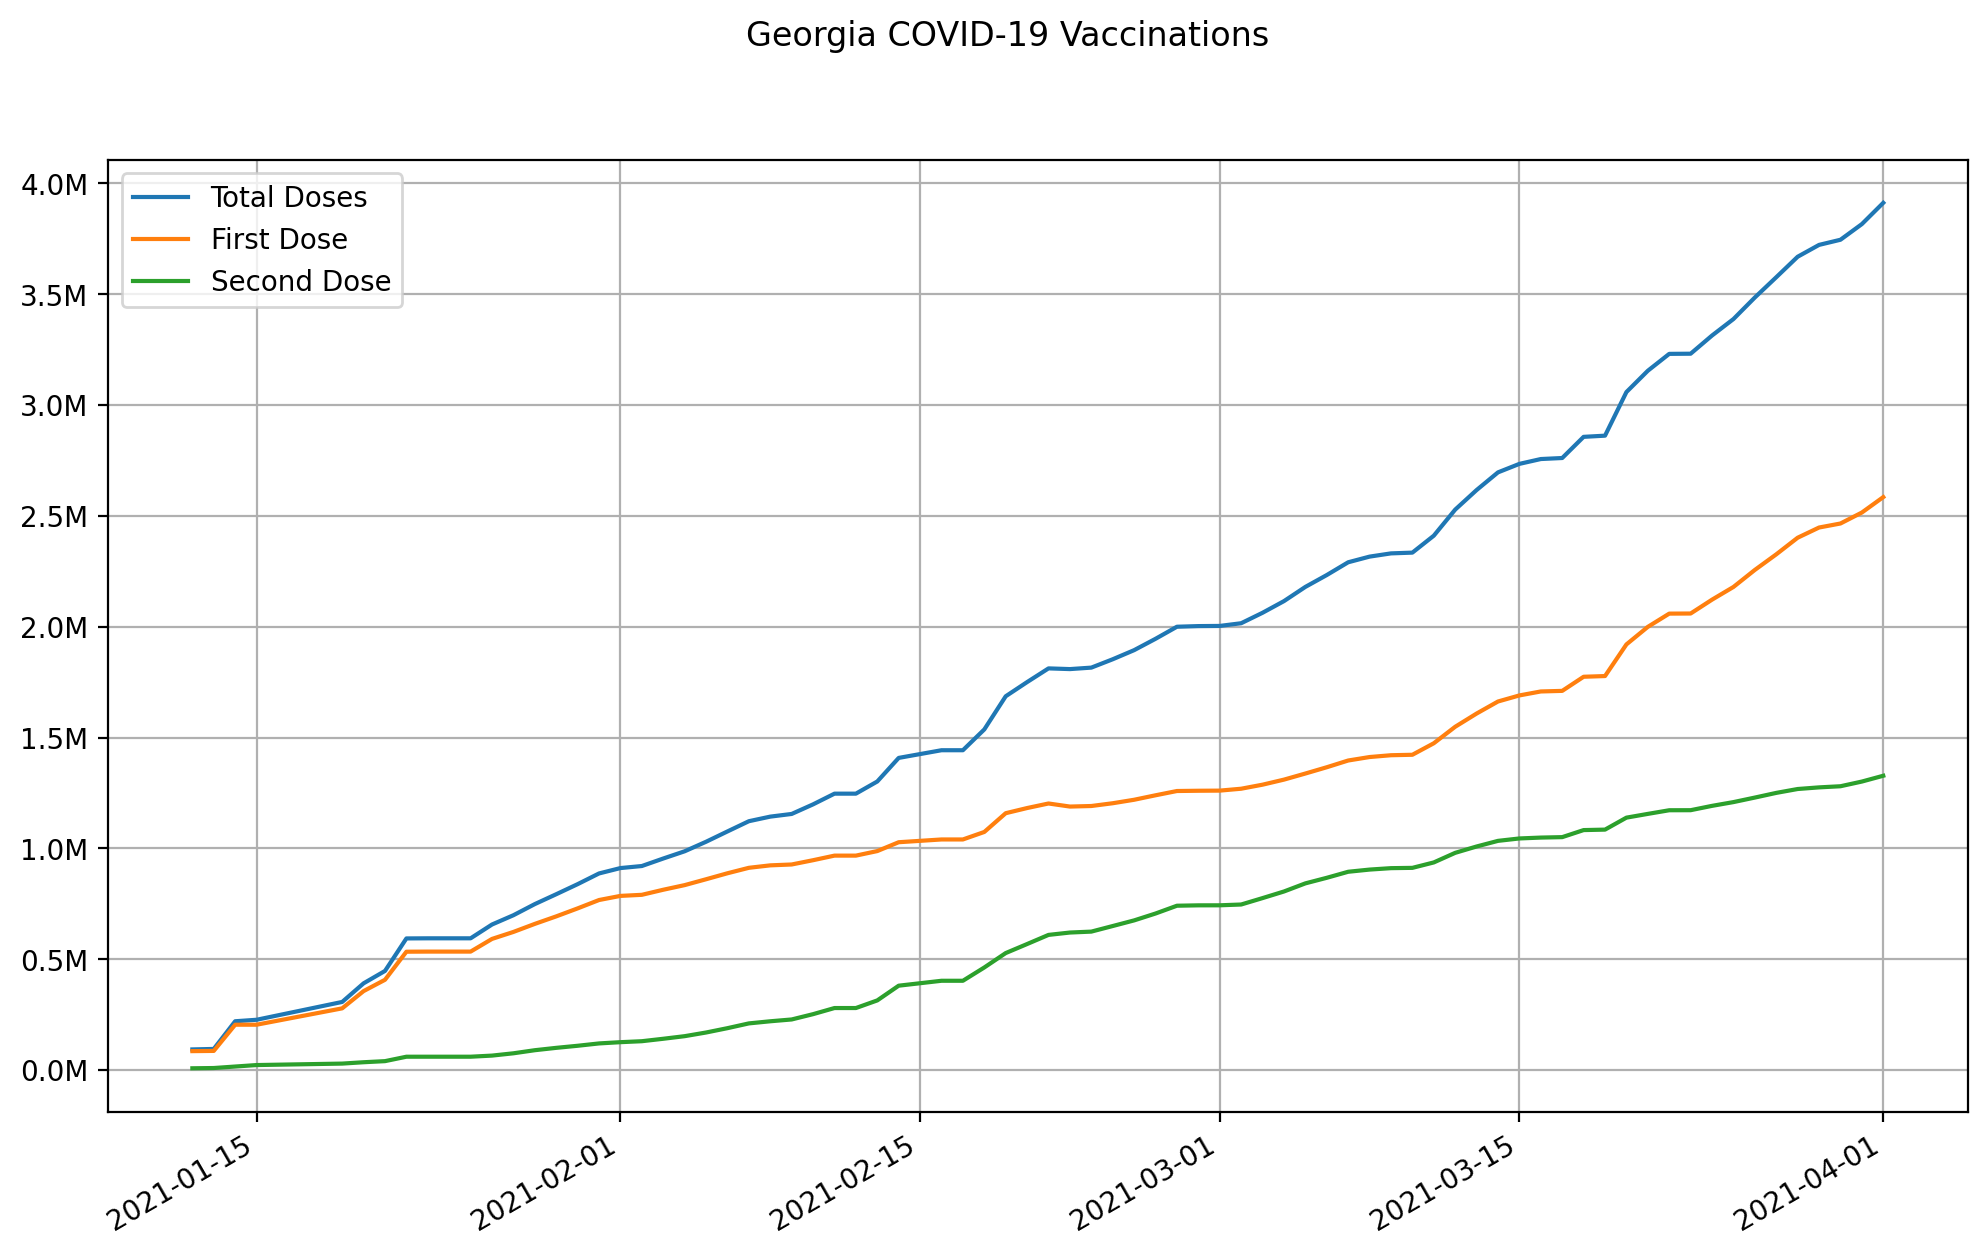 Georgia COVID-19 Vaccinations
Total Doses
First Dose
Second Dose
4.0M
3.5M
3.0M
2.5M
2.0M
1.5M
1.0M
0.5M
0.0M
2021-01-15
2021-02-01
2021-02-15
2021-03-01
2021-03-15
2021-04-01